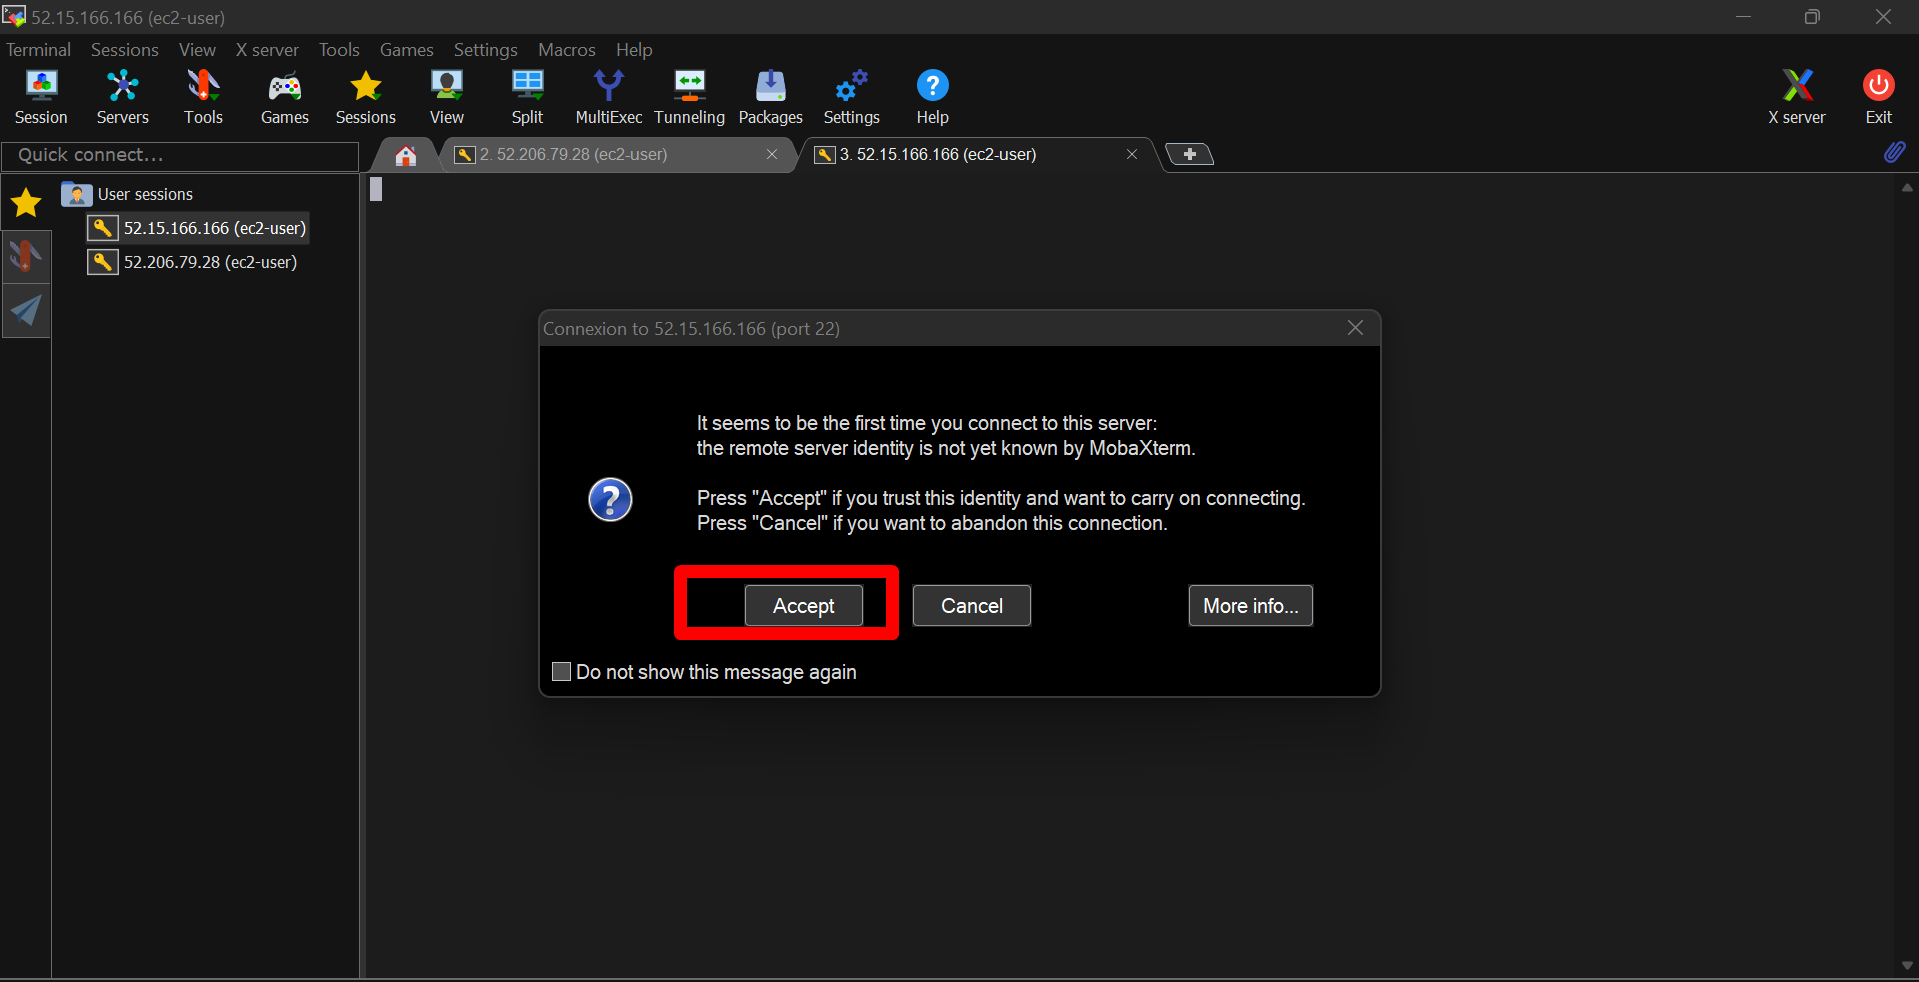 52.15.166.166 (ec2-user)
Terminal Sessions View X server Tools Games Settings Macros Help
Session Servers Tools Games Sessions View Split MultiExec Tunneling Packages Settings Help X server Exit
Quick connect... 2. 52.206.79.28 (ec2-user) 3. 52.15.166.166 (ec2-user)
User sessions
52.15.166.166 (ec2-user)
52.206.79.28 (ec2-user)
Connexion to 52.15.166.166 (port 22)
It seems to be the first time you connect to this server:
the remote server identity is not yet known by MobaXterm.
Press "Accept" if you trust this identity and want to carry on connecting.
Press "Cancel" if you want to abandon this connection.
Accept Cancel More info...
Do not show this message again